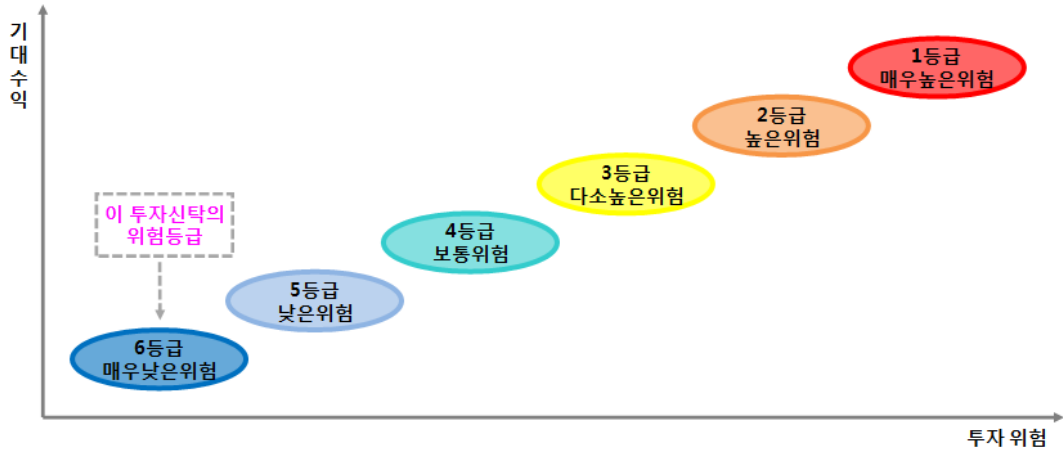 기
대
수
익
1등급
매우높은위험
2등급
높은위험
3등급
다소높은위험
이 투자신탁의
위험등급
4등급
보통위험
5등급
낮은위험
6등급
매우낮은위험
투자 위험